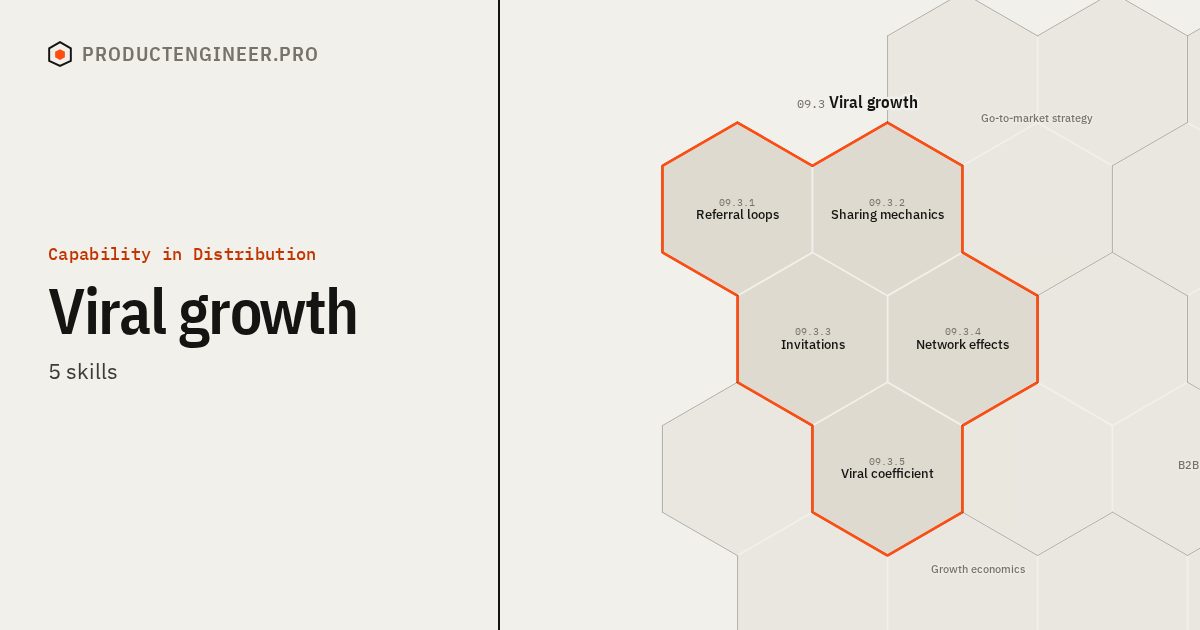 PRODUCTENGINEER.PRO
Capability in Distribution
Viral growth
5 skills
09.3 Viral growth
Go-to-market strategy
09.3.1
Referral loops
09.3.2
Sharing mechanics
09.3.3
Invitations
09.3.4
Network effects
09.3.5
Viral coefficient
B2B
Growth economics